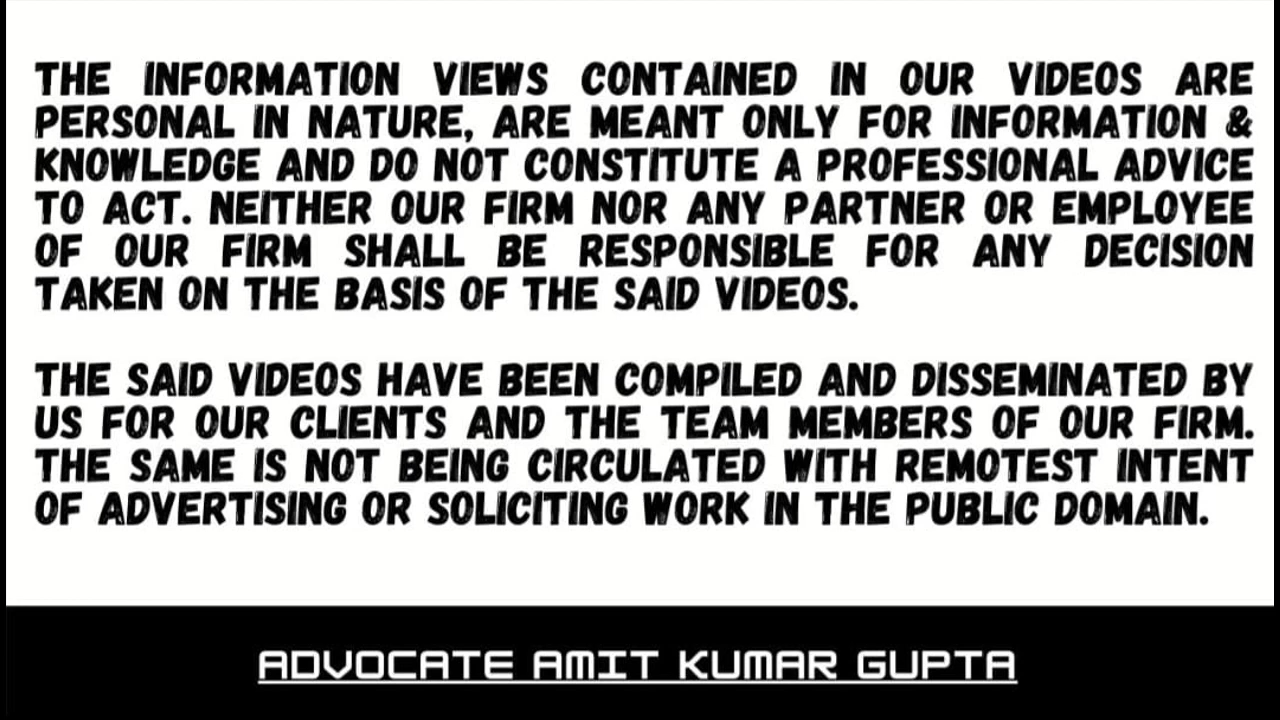 THE INFORMATION VIEWS CONTAINED IN OUR VIDEOS ARE
PERSONAL IN NATURE, ARE MEANT ONLY FOR INFORMATION &
KNOWLEDGE AND DO NOT CONSTITUTE A PROFESSIONAL ADVICE
TO ACT. NEITHER OUR FIRM NOR ANY PARTNER OR EMPLOYEE
OF OUR FIRM SHALL BE RESPONSIBLE FOR ANY DECISION
TAKEN ON THE BASIS OF THE SAID VIDEOS.
THE SAID VIDEOS HAVE BEEN COMPILED AND DISSEMINATED BY
US FOR OUR CLIENTS AND THE TEAM MEMBERS OF OUR FIRM.
THE SAME IS NOT BEING CIRCULATED WITH REMOTEST INTENT
OF ADVERTISING OR SOLICITING WORK IN THE PUBLIC DOMAIN.
ADVOCATE AMIT KUMAR GUPTA